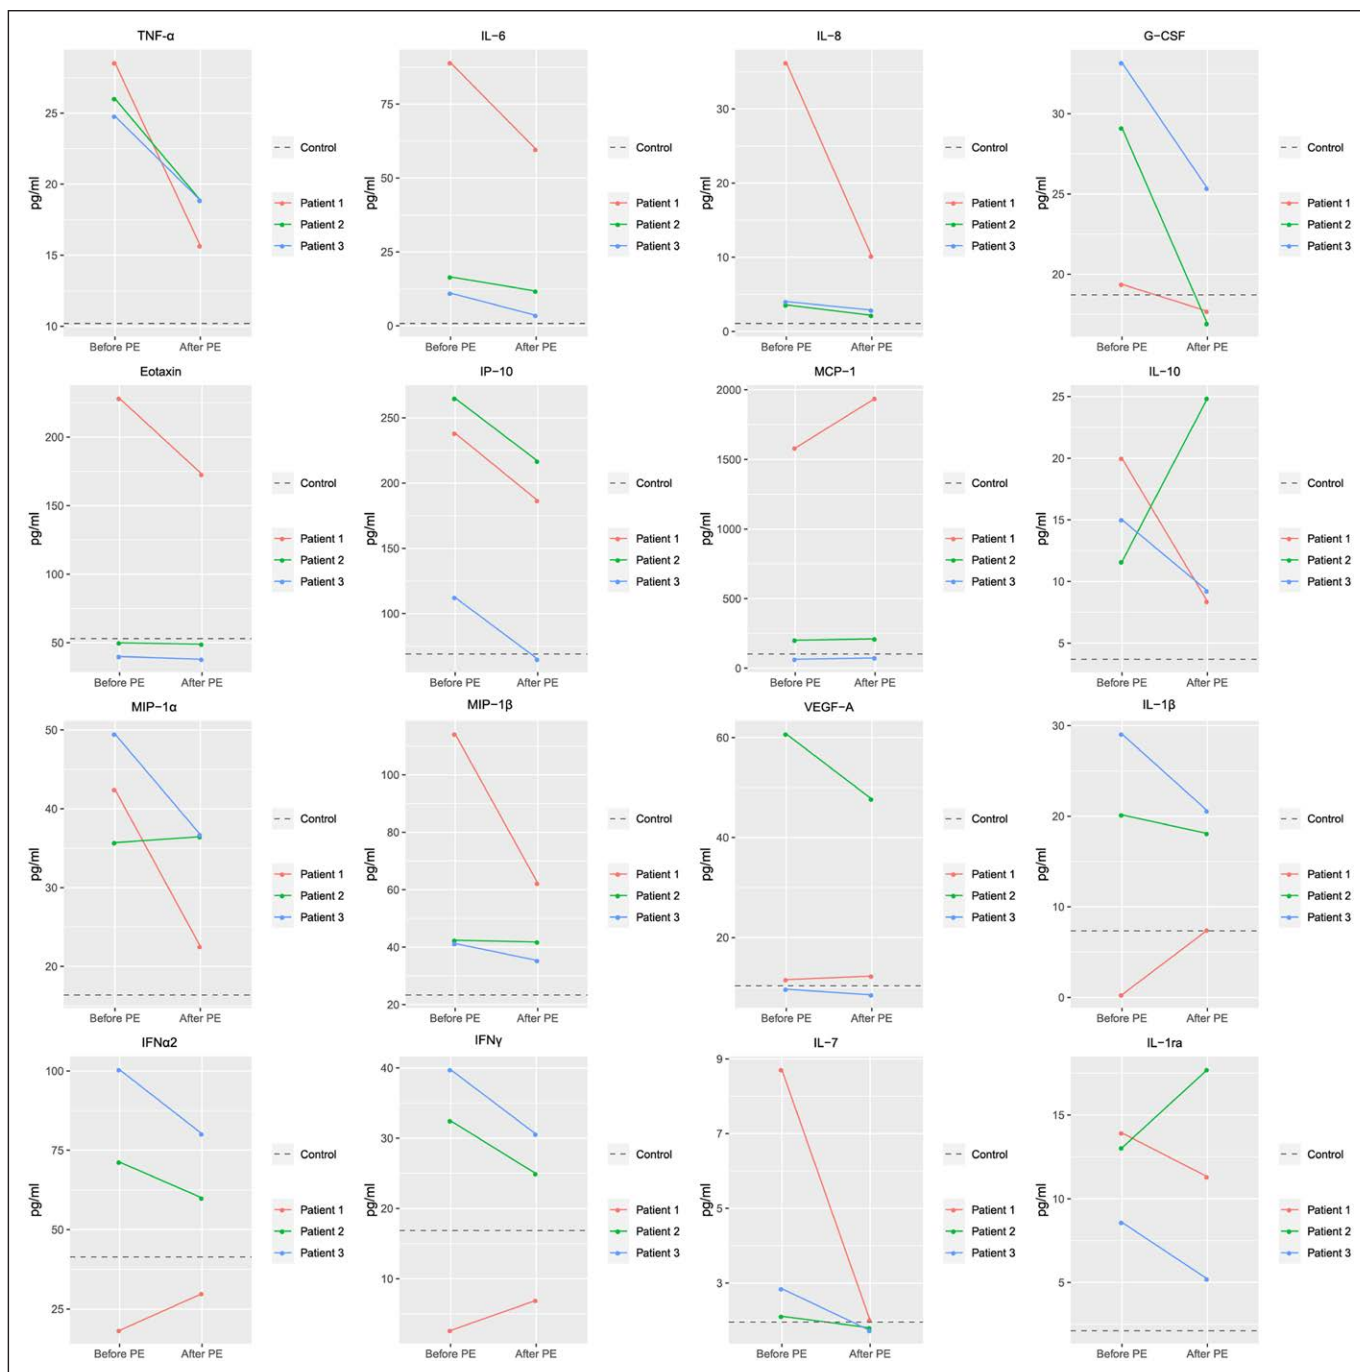 TNF-α
pg/ml
25
20
15
10
Before PE After PE
Control
Patient 1
Patient 2
Patient 3
IL−6
pg/ml
75
50
25
0
Before PE After PE
Control
Patient 1
Patient 2
Patient 3
IL−8
pg/ml
30
20
10
0
Before PE After PE
Control
Patient 1
Patient 2
Patient 3
G−CSF
pg/ml
30
25
20
Before PE After PE
Control
Patient 1
Patient 2
Patient 3
Eotaxin
pg/ml
200
150
100
50
Before PE After PE
Control
Patient 1
Patient 2
Patient 3
IP−10
pg/ml
250
200
150
100
Before PE After PE
Control
Patient 1
Patient 2
Patient 3
MCP−1
pg/ml
2000
1500
1000
500
0
Before PE After PE
Control
Patient 1
Patient 2
Patient 3
IL−10
pg/ml
25
20
15
10
5
Before PE After PE
Control
Patient 1
Patient 2
Patient 3
MIP−1α
pg/ml
50
40
30
20
Before PE After PE
Control
Patient 1
Patient 2
Patient 3
MIP−1β
pg/ml
100
80
60
40
20
Before PE After PE
Control
Patient 1
Patient 2
Patient 3
VEGF−A
pg/ml
60
40
20
Before PE After PE
Control
Patient 1
Patient 2
Patient 3
IL−1β
pg/ml
30
20
10
0
Before PE After PE
Control
Patient 1
Patient 2
Patient 3
IFNα2
pg/ml
100
75
50
25
Before PE After PE
Control
Patient 1
Patient 2
Patient 3
IFNγ
pg/ml
40
30
20
10
Before PE After PE
Control
Patient 1
Patient 2
Patient 3
IL−7
pg/ml
9
7
5
3
Before PE After PE
Control
Patient 1
Patient 2
Patient 3
IL−1ra
pg/ml
15
10
5
Before PE After PE
Control
Patient 1
Patient 2
Patient 3